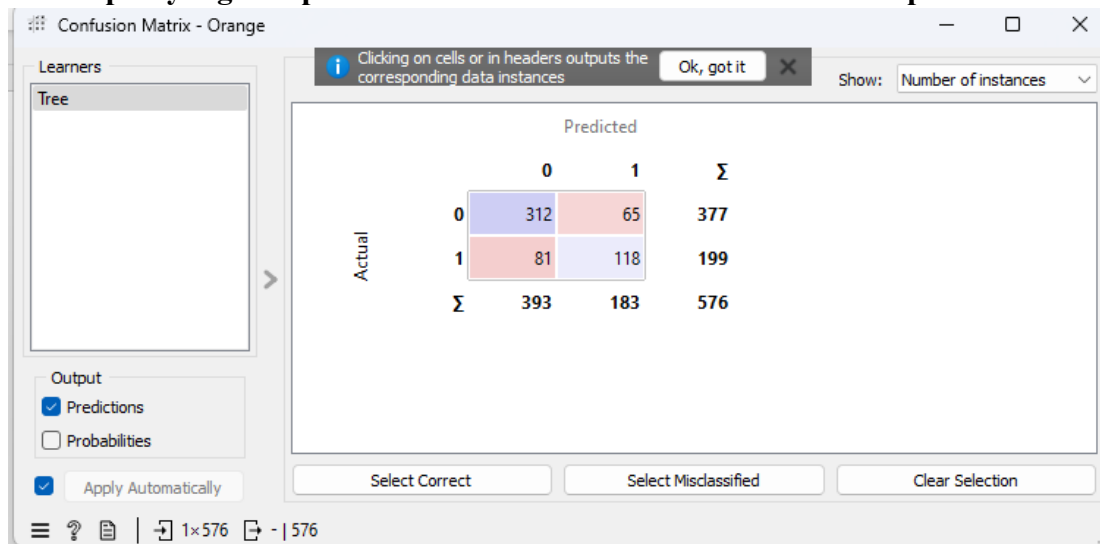 Confusion Matrix - Orange
Learners
Tree
Clicking on cells or in headers outputs the
corresponding data instances
Ok, got it
Show: Number of instances
Predicted
0 1 Σ
0 312 65 377
Actual
1 81 118 199
Σ 393 183 576
Output
Predictions
Probabilities
Apply Automatically
Select Correct
Select Misclassified
Clear Selection
1×576 - | 576